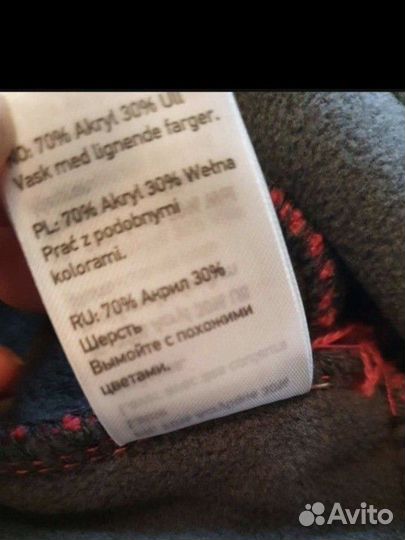 NO: 70% Akryl 30% Ull
Vask med lignende farger.
PL: 70% Akryl 30% Wełna
Prać z podobnymi
kolorami.
RU: 70% Акрил 30%
Шерсть
Вымойте с похожими
цветами.
Avito